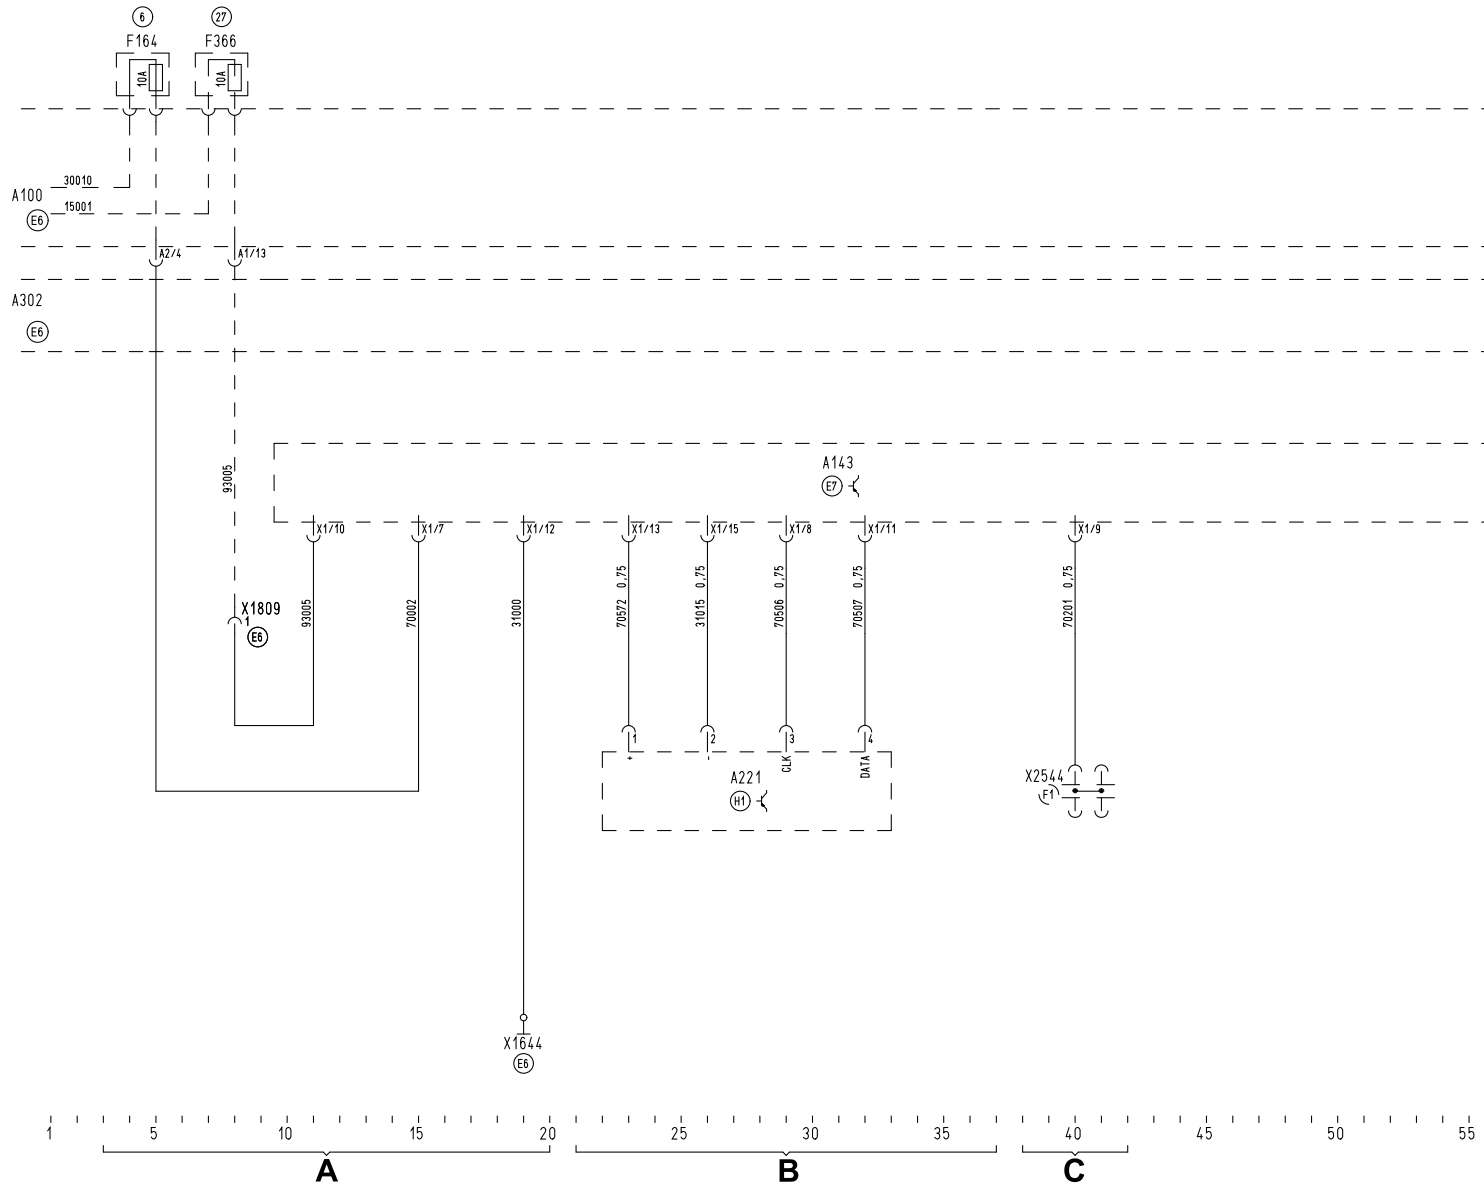 6 27
F164 F366
10A 10A
30010
A100
15001
E6
A2/4 A1/13
A302
E6
A143
93005
E7
X1/10 X1/7 X1/12 X1/13 X1/15 X1/8 X1/11 X1/9
93005 70002 31000 70572 0,75 31015 0,75 70506 0,75 70507 0,75 70201 0,75
X1809
1
E6
1 2 3 4
+ - CLK DATA
A221
H1
X2544
F1
X1644
E6
1 5 10 15 20 25 30 35 40 45 50 55
A B C